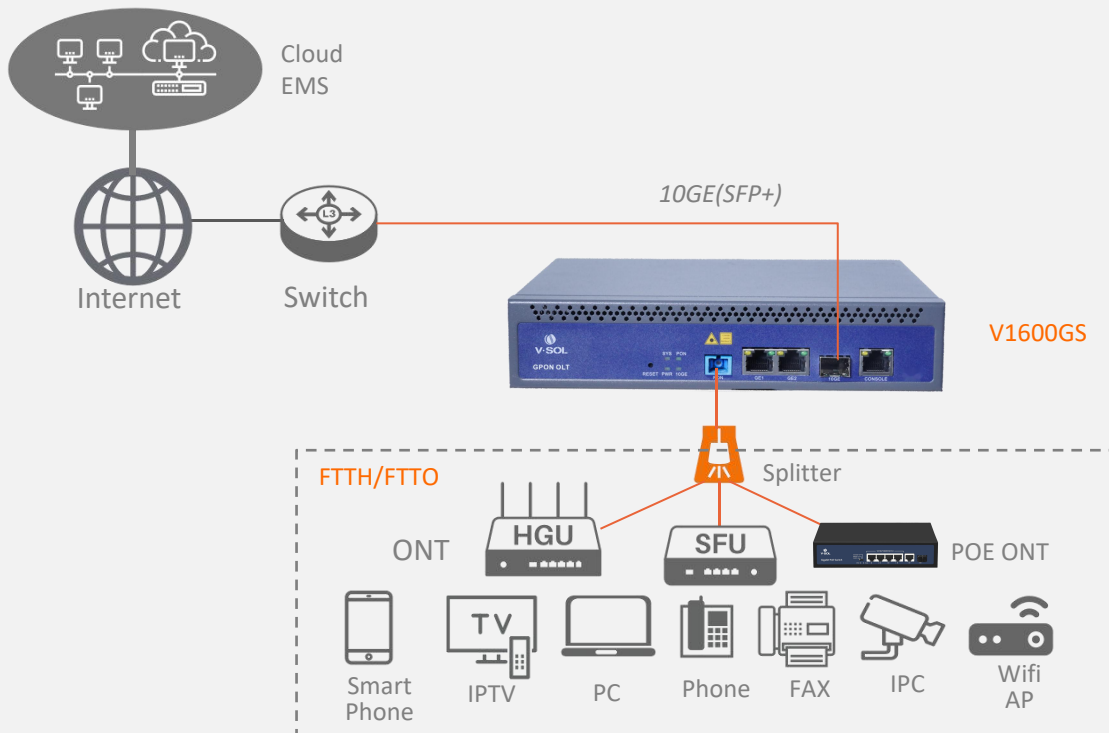 Cloud
EMS
10GE(SFP+)
L3
Internet
Switch
V1600GS
V·SOL
GPON OLT
SYS PON
RESET PWR 10GE
PON
GE1
GE2
10GE
CONSOLE
FTTH/FTTO
Splitter
ONT
HGU
SFU
POE ONT
TV
Smart
Phone
IPTV
PC
Phone
FAX
IPC
Wifi
AP